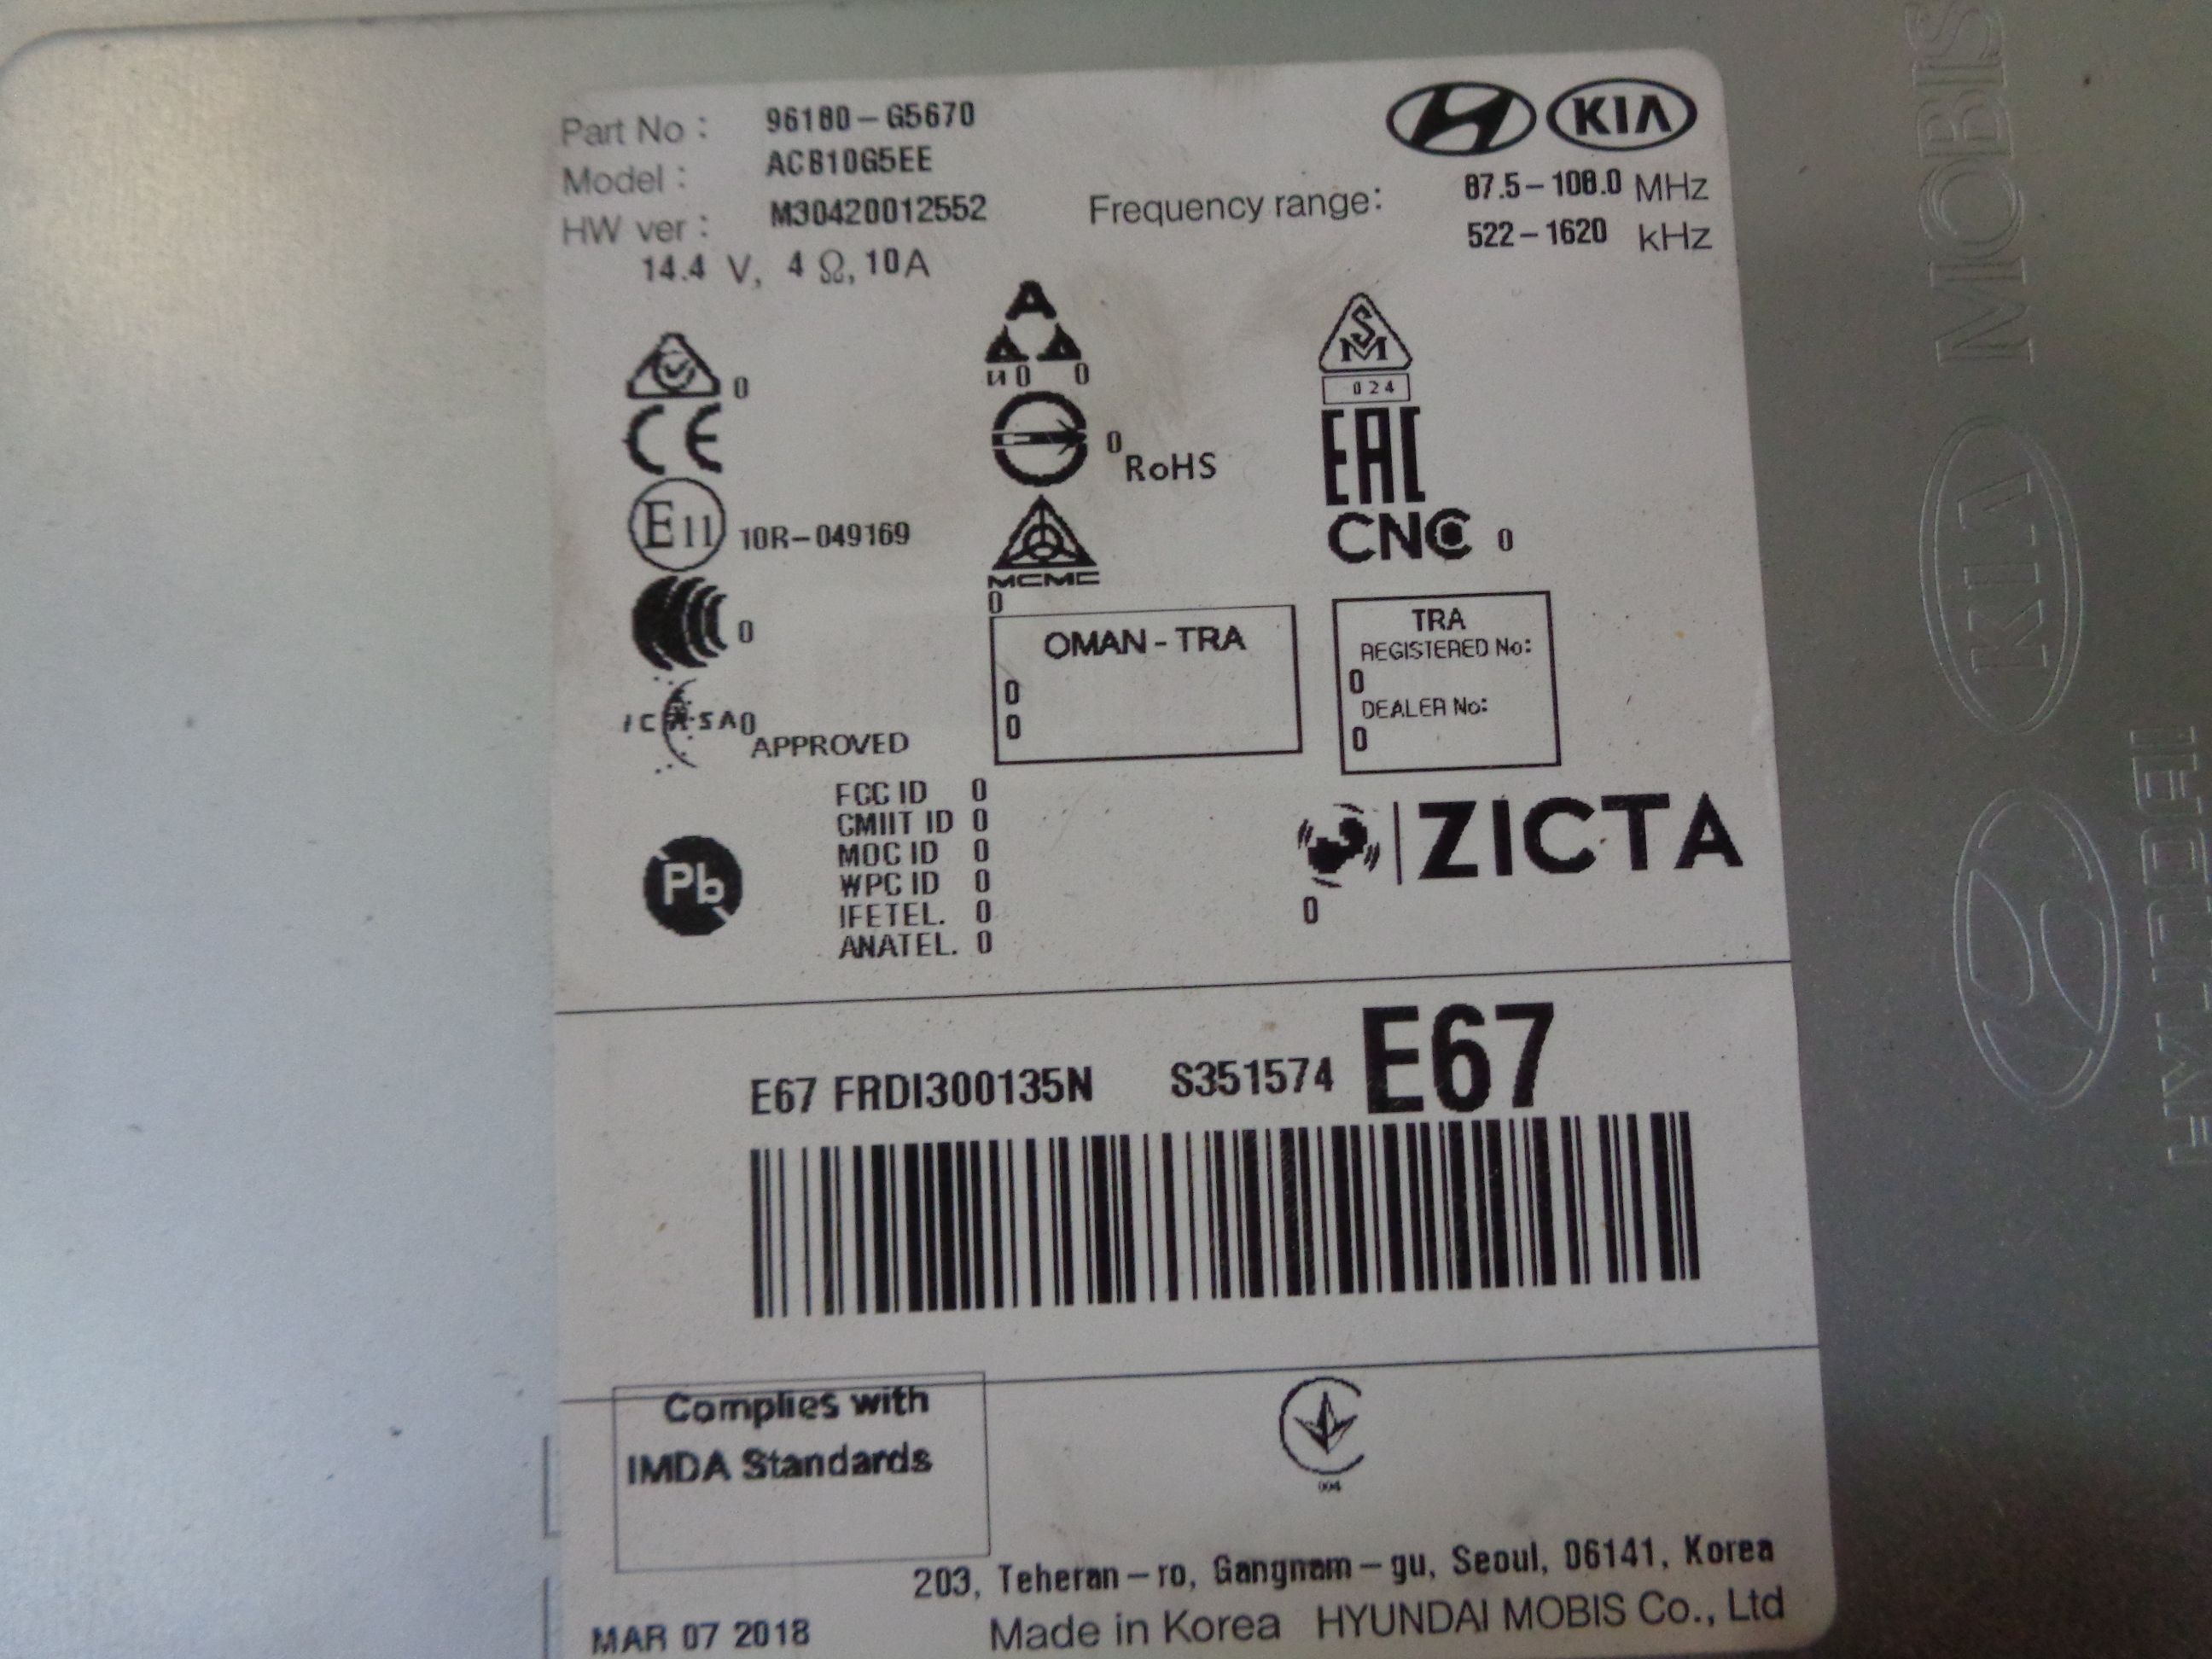 Part No : 96180-G5670
Model : ACB10G5EE
HW ver : M30420012552
14.4 V, 4 Ω, 10A
KIA
Frequency range: 87.5-108.0 MHz
522-1620 kHz
0
CE
E11 10R-049169
0
ICASA 0
APPROVED
A
0 0
0
RoHS
MCMC
0
SM
024
EAC
CNC 0
OMAN - TRA
0
0
TRA
REGISTERED No:
0
DEALER No:
0
Pb
FCC ID 0
CMIIT ID 0
MOC ID 0
WPC ID 0
IFETEL. 0
ANATEL. 0
ZICTA
0
E67 FRDI300135N S351574 E67
Complies with
IMDA Standards
004
203, Teheran-ro, Gangnam-gu, Seoul, 06141, Korea
MAR 07 2018 Made in Korea HYUNDAI MOBIS Co., Ltd
MOBIS
KIA
HYUNDAI